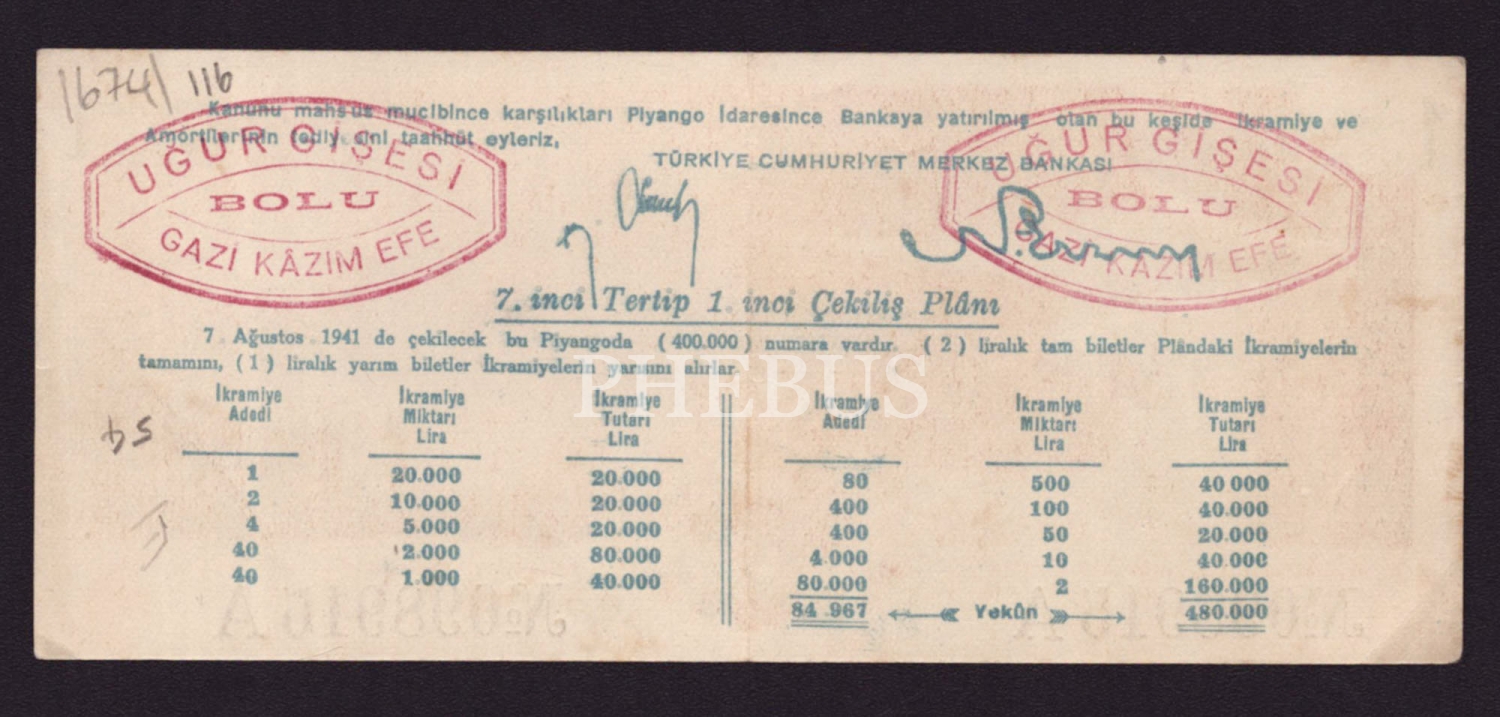 1674 116
Kanunu mahsus mucibince karşılıkları Piyango İdaresince Bankaya yatırılmış olan bu keşide İkramiye ve
Amortilerinin tediyesini taahhüt eyleriz,
TÜRKİYE CUMHURİYET MERKEZ BANKASI
UĞUR GİŞESİ
BOLU
GAZİ KÂZIM EFE
UĞUR GİŞESİ
BOLU
GAZİ KÂZIM EFE
7. inci Tertip 1. inci Çekiliş Plânı
7 Ağustos 1941 de çekilecek bu Piyangoda (400.000) numara vardır. (2) liralık tam biletler Plândaki İkramiyelerin
tamamını, (1) liralık yarım biletler İkramiyelerin yarısını alırlar.
PHEBUS
İkramiye Adedi İkramiye Miktarı Lira İkramiye Tutarı Lira
1 20.000 20.000
2 10.000 20.000
4 5.000 20.000
40 2.000 80.000
40 1.000 40.000
İkramiye Adedi İkramiye Miktarı Lira İkramiye Tutarı Lira
80 500 40 000
400 100 40.000
400 50 20.000
4.000 10 40.000
80.000 2 160.000
84.967 Yekûn 480.000
54
№098916A